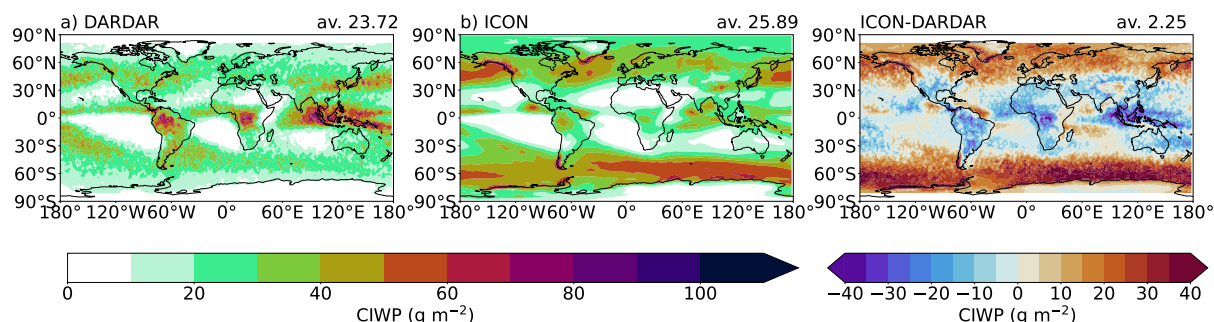 a) DARDAR av. 23.72
b) ICON av. 25.89
ICON-DARDAR av. 2.25
90°N
60°N
30°N
0°
30°S
60°S
90°S
180° 120°W 60°W 0° 60°E 120°E 180°
90°N
60°N
30°N
0°
30°S
60°S
90°S
180° 120°W 60°W 0° 60°E 120°E 180°
90°N
60°N
30°N
0°
30°S
60°S
90°S
180° 120°W 60°W 0° 60°E 120°E 180°
0 20 40 60 80 100
CIWP (g m⁻²)
−40 −30 −20 −10 0 10 20 30 40
CIWP (g m⁻²)